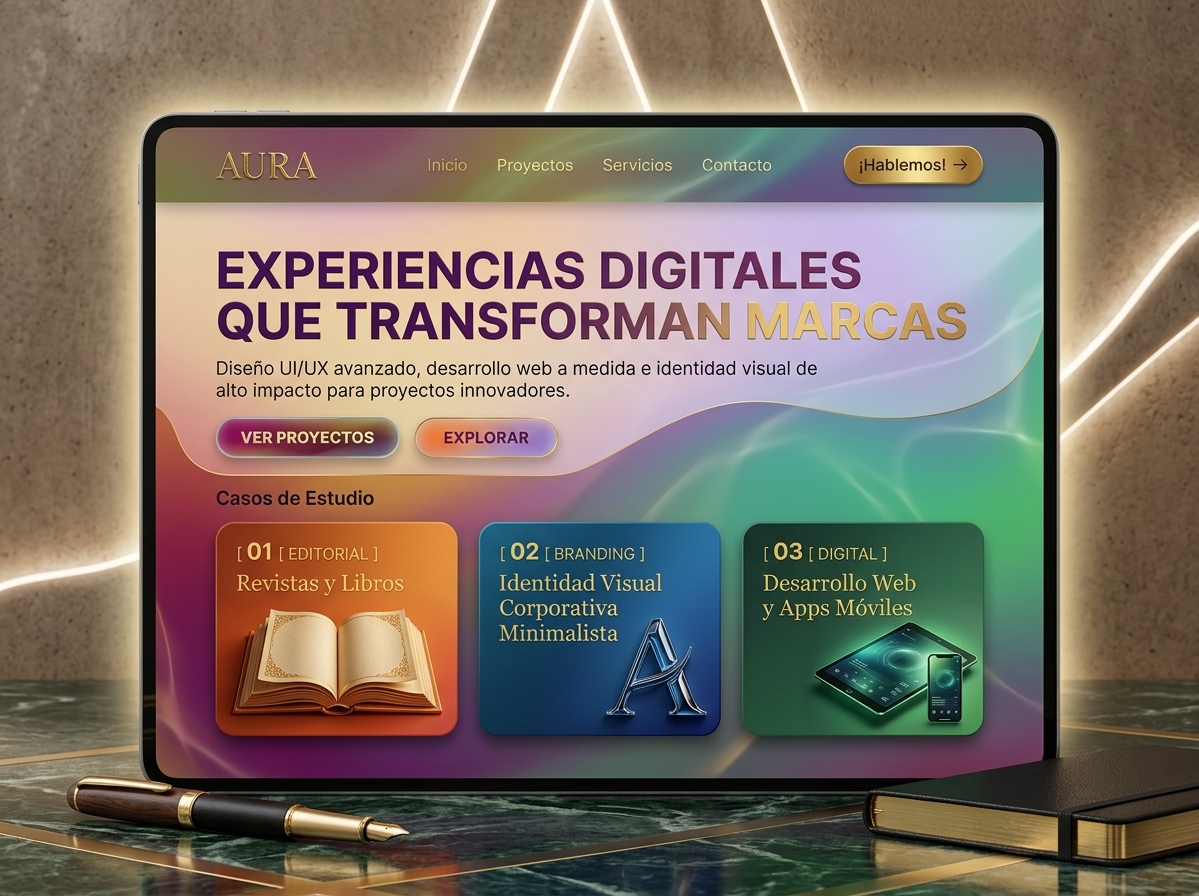 AURA
Inicio Proyectos Servicios Contacto
¡Hablemos! →
EXPERIENCIAS DIGITALES
QUE TRANSFORMAN MARCAS
Diseño UI/UX avanzado, desarrollo web a medida e identidad visual de
alto impacto para proyectos innovadores.
VER PROYECTOS
EXPLORAR
Casos de Estudio
[ 01 [ EDITORIAL ]
Revistas y Libros
[ 02 [ BRANDING ]
Identidad Visual
Corporativa
Minimalista
A
[ 03 [ DIGITAL ]
Desarrollo Web
y Apps Móviles